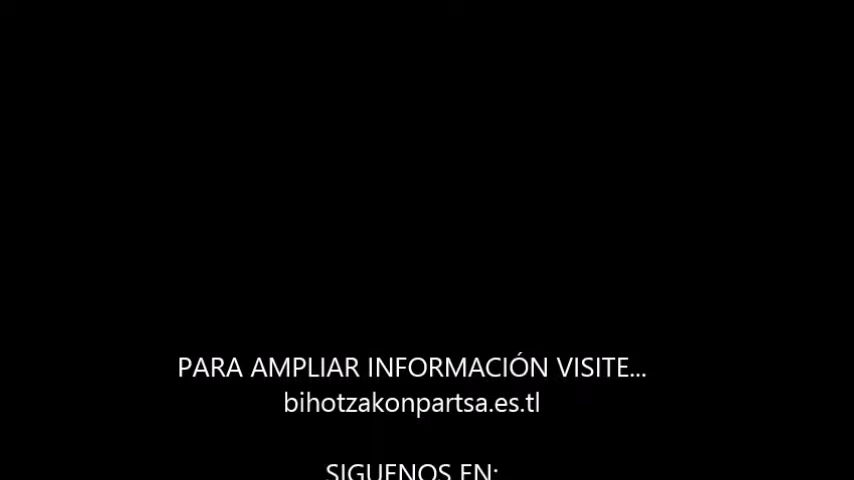 PARA AMPLIAR INFORMACIÓN VISITE...
bihotzakonpartsa.es.tl
SIGUENOS EN: